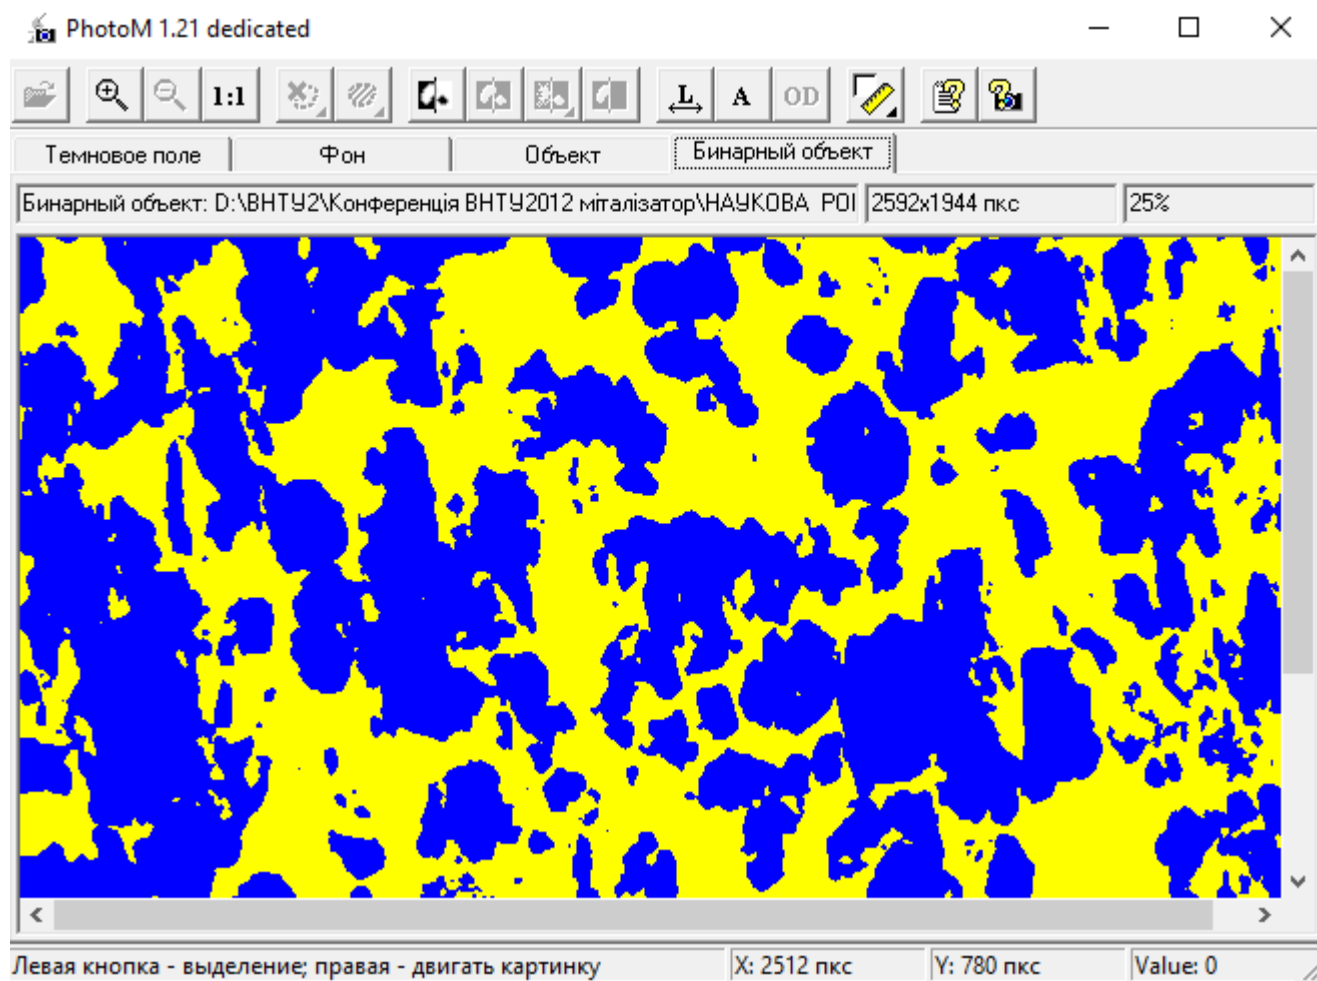 PhotoM 1.21 dedicated
1:1 L A OD
Темновое поле Фон Объект Бинарный объект
Бинарный объект: D:\ВНТУ2\Конференція ВНТУ2012 міталізатор\НАУКОВА РОІ 2592x1944 пкс 25%
Левая кнопка - выделение; правая - двигать картинку X: 2512 пкс Y: 780 пкс Value: 0